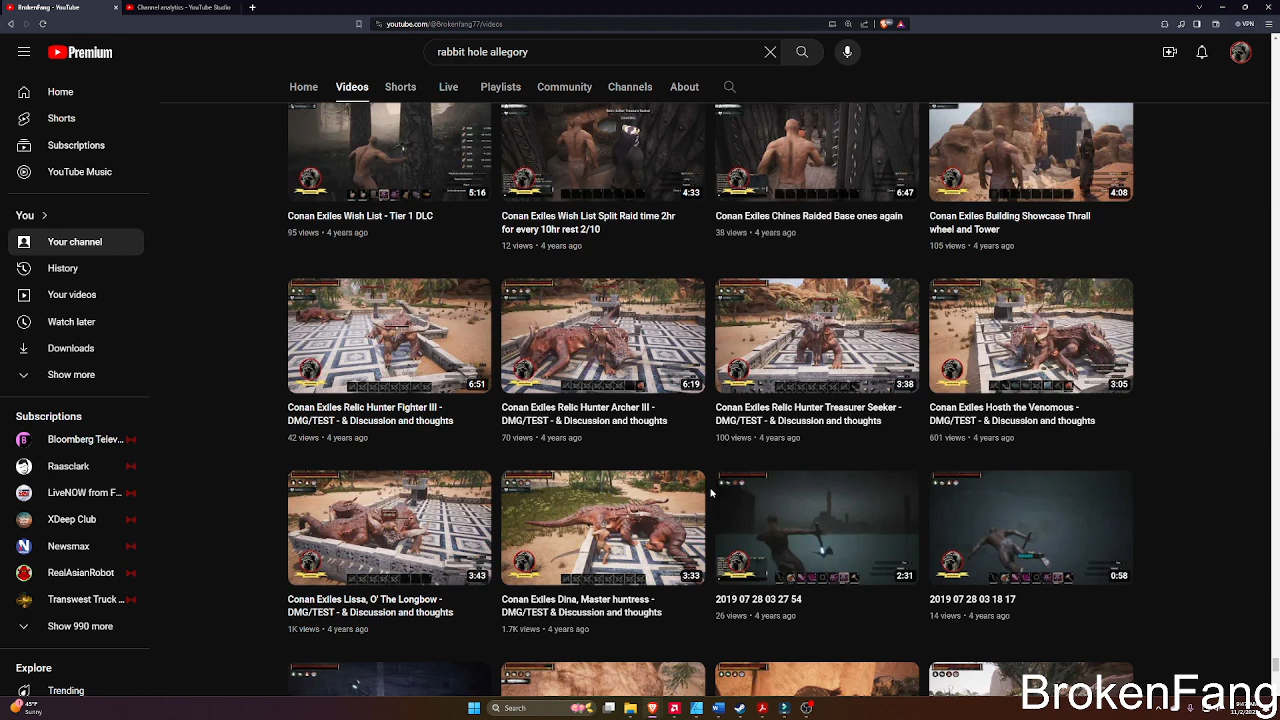 BrokenFang - YouTube
Channel analytics - YouTube Studio
youtube.com/@Brokenfang77/videos
VPN
Premium
rabbit hole allegory
Home
Videos
Shorts
Live
Playlists
Community
Channels
About
Home
Shorts
Subscriptions
YouTube Music
You
Your channel
History
Your videos
Watch later
Downloads
Show more
Subscriptions
Bloomberg Telev...
Raasclark
LiveNOW from F...
XDeep Club
Newsmax
RealAsianRobot
Transwest Truck ...
Show 990 more
Explore
Trending
5:16
4:33
6:47
4:08
Conan Exiles Wish List - Tier 1 DLC
95 views • 4 years ago
Conan Exiles Wish List Split Raid time 2hr
for every 10hr rest 2/10
12 views • 4 years ago
Conan Exiles Chines Raided Base ones again
38 views • 4 years ago
Conan Exiles Building Showcase Thrall
wheel and Tower
105 views • 4 years ago
6:51
6:19
3:38
3:05
Conan Exiles Relic Hunter Fighter III -
DMG/TEST - & Discussion and thoughts
42 views • 4 years ago
Conan Exiles Relic Hunter Archer III -
DMG/TEST - & Discussion and thoughts
70 views • 4 years ago
Conan Exiles Relic Hunter Treasurer Seeker -
DMG/TEST - & Discussion and thoughts
100 views • 4 years ago
Conan Exiles Hosth the Venomous -
DMG/TEST - & Discussion and thoughts
601 views • 4 years ago
3:43
3:33
2:31
0:58
Conan Exiles Lissa, O' The Longbow -
DMG/TEST - & Discussion and thoughts
1K views • 4 years ago
Conan Exiles Dina, Master huntress -
DMG/TEST & Discussion and thoughts
1.7K views • 4 years ago
2019 07 28 03 27 54
26 views • 4 years ago
2019 07 28 03 18 17
14 views • 4 years ago
BrokenFang
Sunny
Search